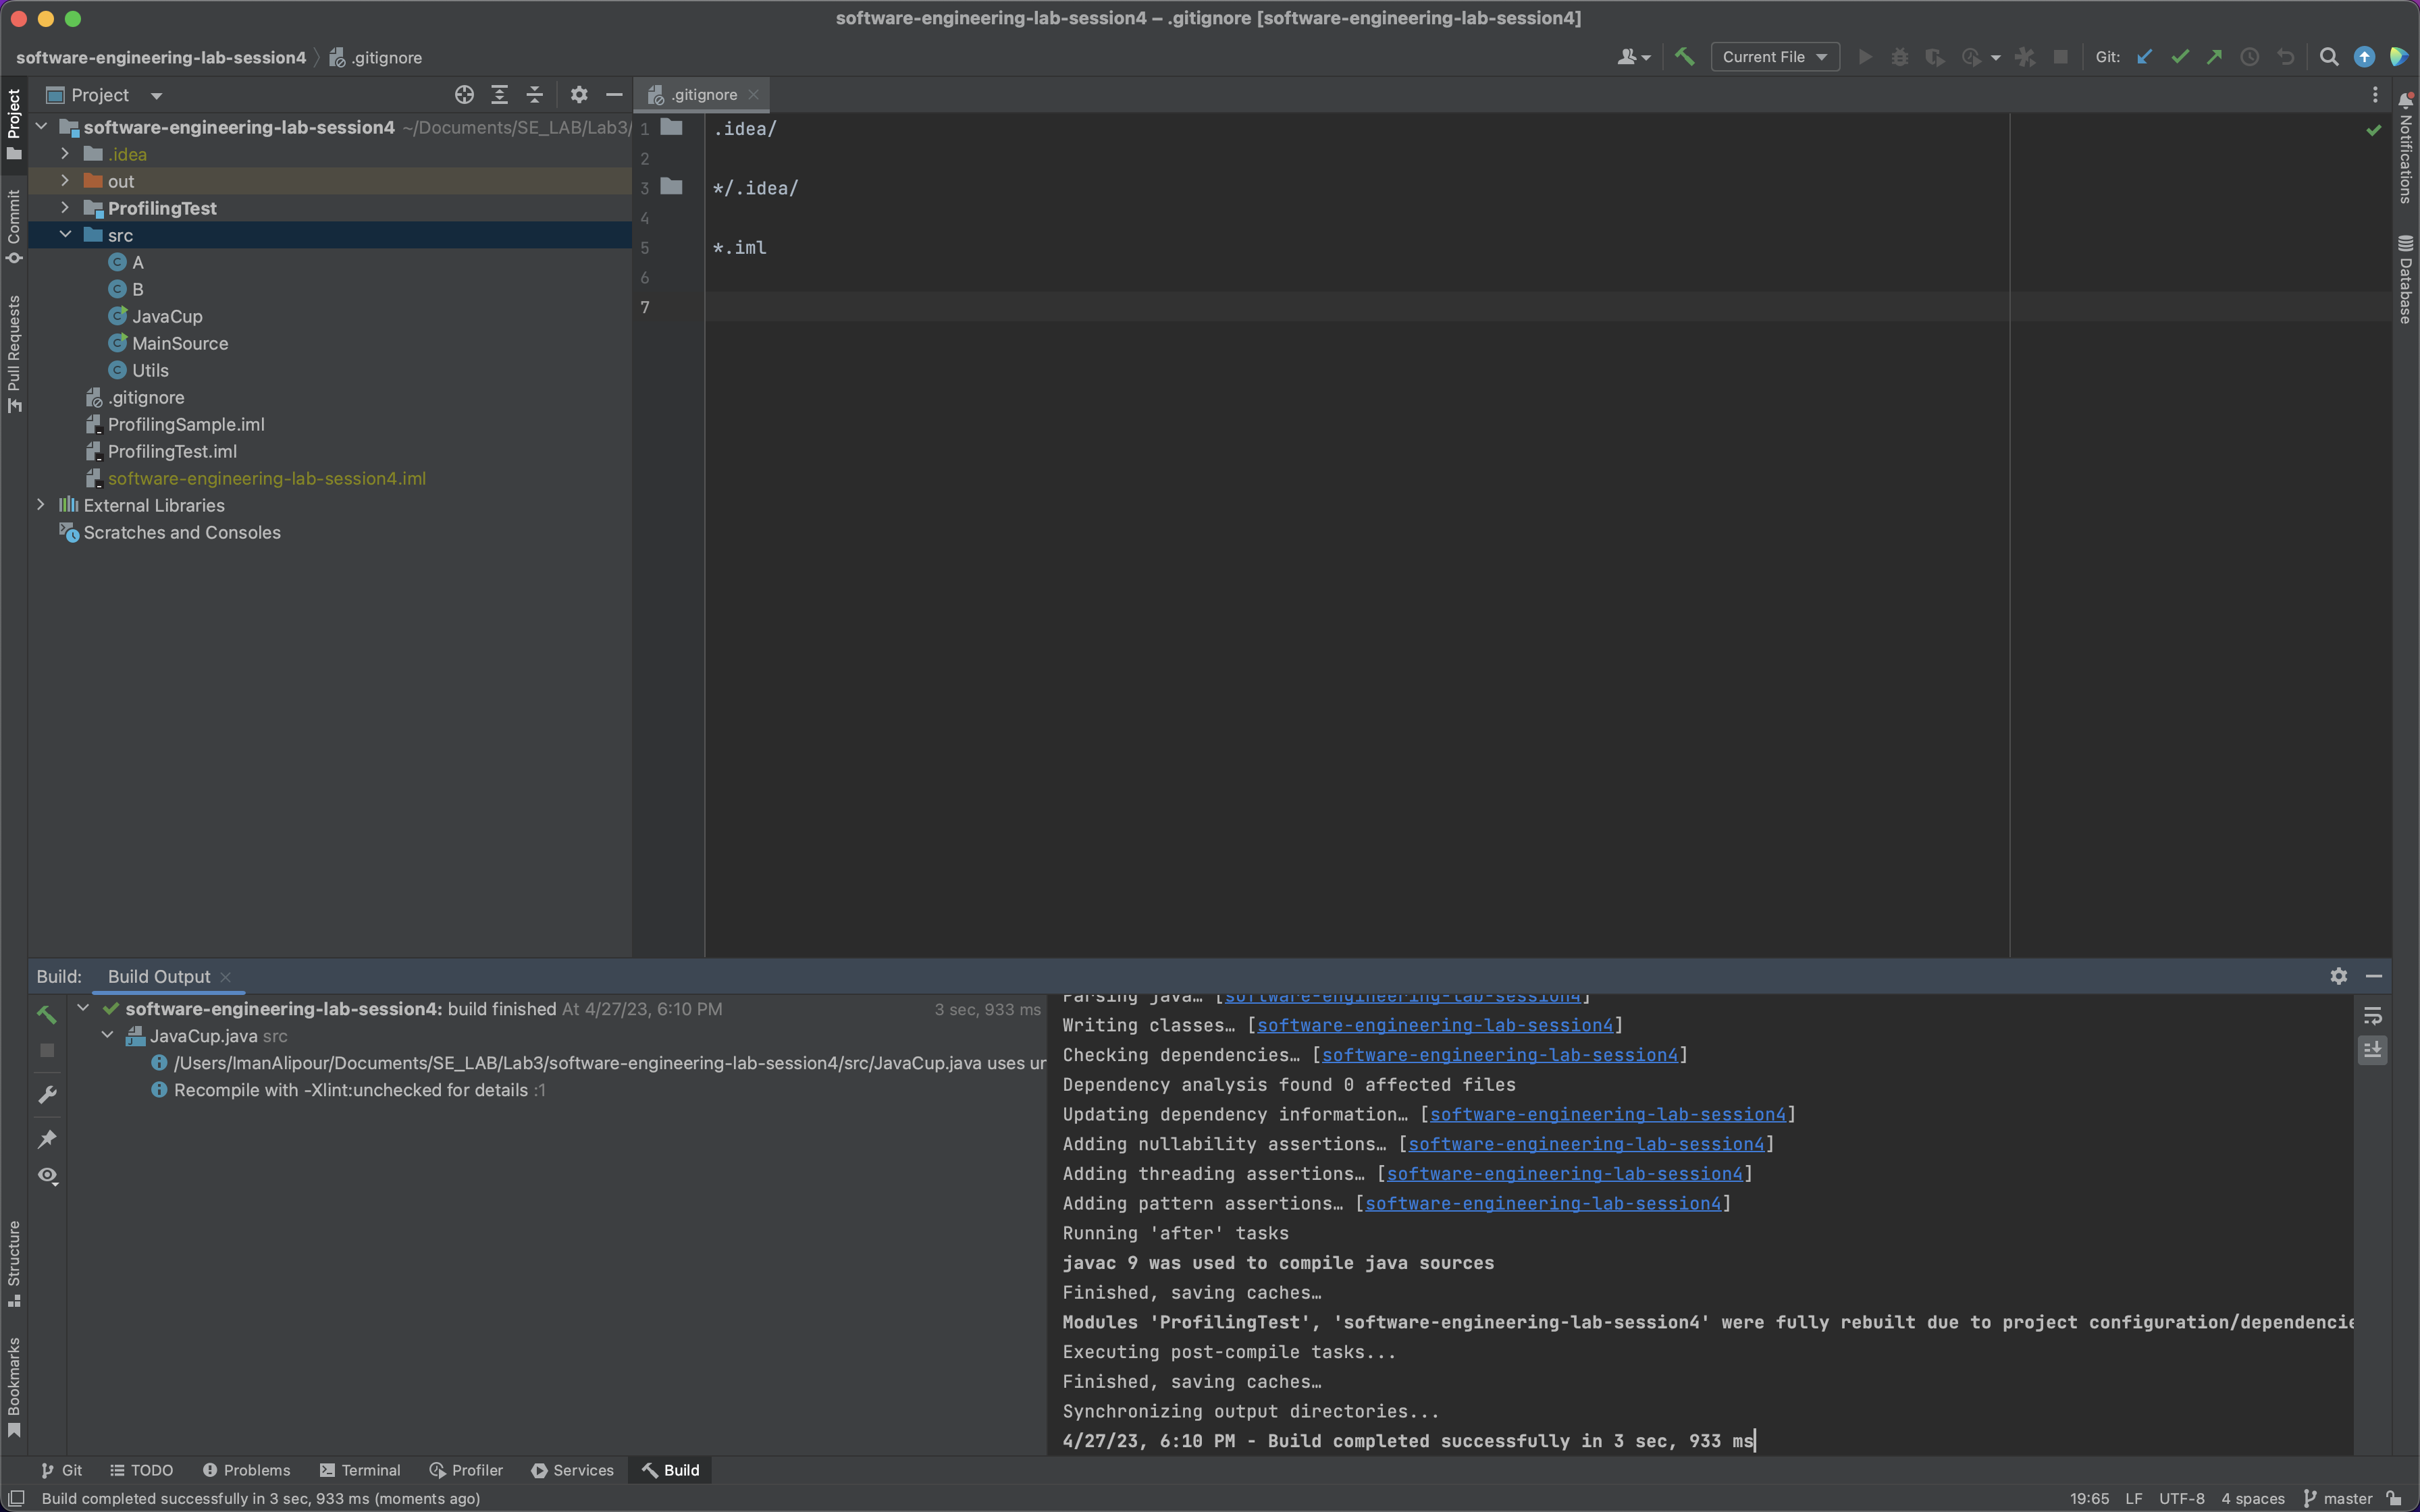 software-engineering-lab-session4 – .gitignore [software-engineering-lab-session4]
software-engineering-lab-session4
.gitignore
Current File
Git:
Project
Commit
Pull Requests
Structure
Bookmarks
Project
software-engineering-lab-session4 ~/Documents/SE_LAB/Lab3/
.idea
out
ProfilingTest
src
A
B
JavaCup
MainSource
Utils
.gitignore
ProfilingSample.iml
ProfilingTest.iml
software-engineering-lab-session4.iml
External Libraries
Scratches and Consoles
.gitignore
1 .idea/
2
3 */.idea/
4
5 *.iml
6
7
Notifications
Database
Build: Build Output
software-engineering-lab-session4: build finished At 4/27/23, 6:10 PM 3 sec, 933 ms
JavaCup.java src
/Users/ImanAlipour/Documents/SE_LAB/Lab3/software-engineering-lab-session4/src/JavaCup.java uses ur
Recompile with -Xlint:unchecked for details :1
Parsing java… [software-engineering-lab-session4]
Writing classes… [software-engineering-lab-session4]
Checking dependencies… [software-engineering-lab-session4]
Dependency analysis found 0 affected files
Updating dependency information… [software-engineering-lab-session4]
Adding nullability assertions… [software-engineering-lab-session4]
Adding threading assertions… [software-engineering-lab-session4]
Adding pattern assertions… [software-engineering-lab-session4]
Running 'after' tasks
javac 9 was used to compile java sources
Finished, saving caches…
Modules 'ProfilingTest', 'software-engineering-lab-session4' were fully rebuilt due to project configuration/dependencie
Executing post-compile tasks...
Finished, saving caches…
Synchronizing output directories...
4/27/23, 6:10 PM - Build completed successfully in 3 sec, 933 ms
Git
TODO
Problems
Terminal
Profiler
Services
Build
Build completed successfully in 3 sec, 933 ms (moments ago)
19:65 LF UTF-8 4 spaces master